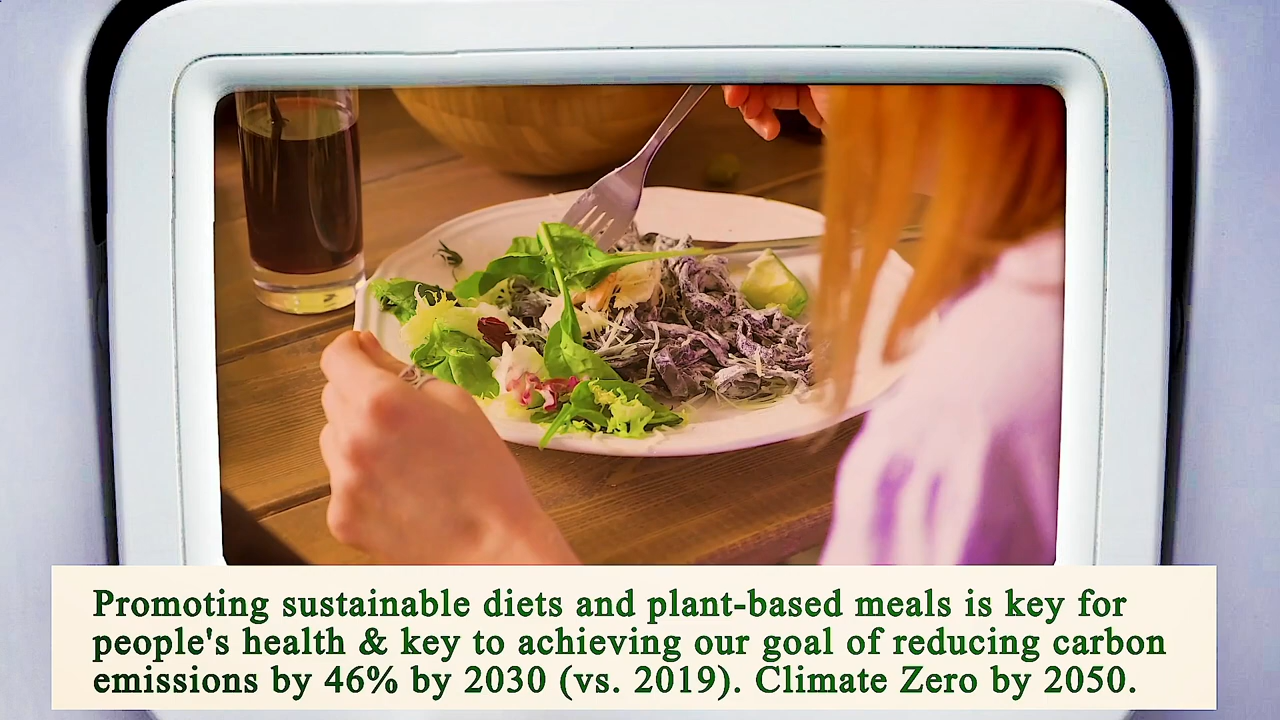 Promoting sustainable diets and plant-based meals is key for
people's health & key to achieving our goal of reducing carbon
emissions by 46% by 2030 (vs. 2019). Climate Zero by 2050.